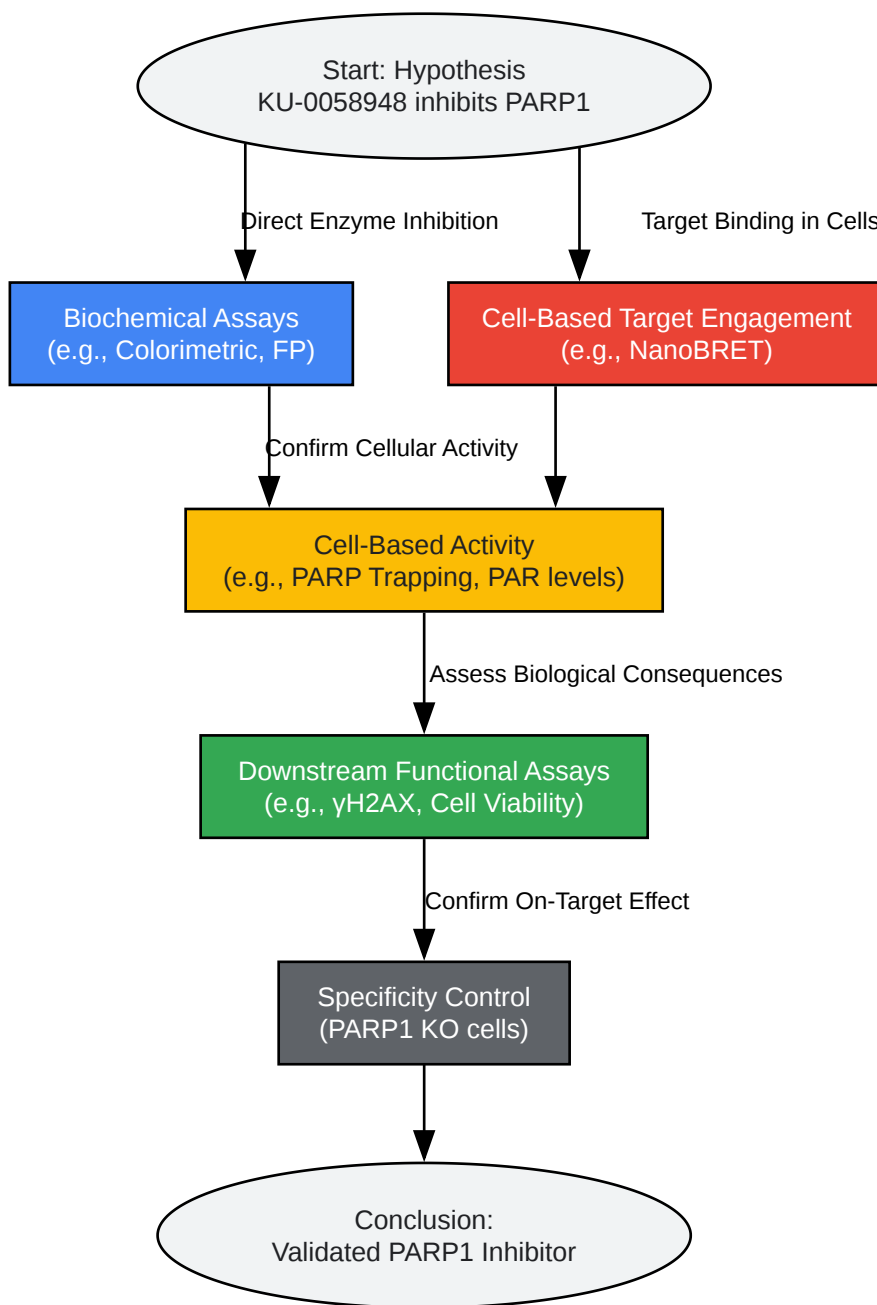 Start: Hypothesis
KU-0058948 inhibits PARP1
Direct Enzyme Inhibition
Target Binding in Cells
Biochemical Assays
(e.g., Colorimetric, FP)
Cell-Based Target Engagement
(e.g., NanoBRET)
Confirm Cellular Activity
Cell-Based Activity
(e.g., PARP Trapping, PAR levels)
Assess Biological Consequences
Downstream Functional Assays
(e.g., γH2AX, Cell Viability)
Confirm On-Target Effect
Specificity Control
(PARP1 KO cells)
Conclusion:
Validated PARP1 Inhibitor